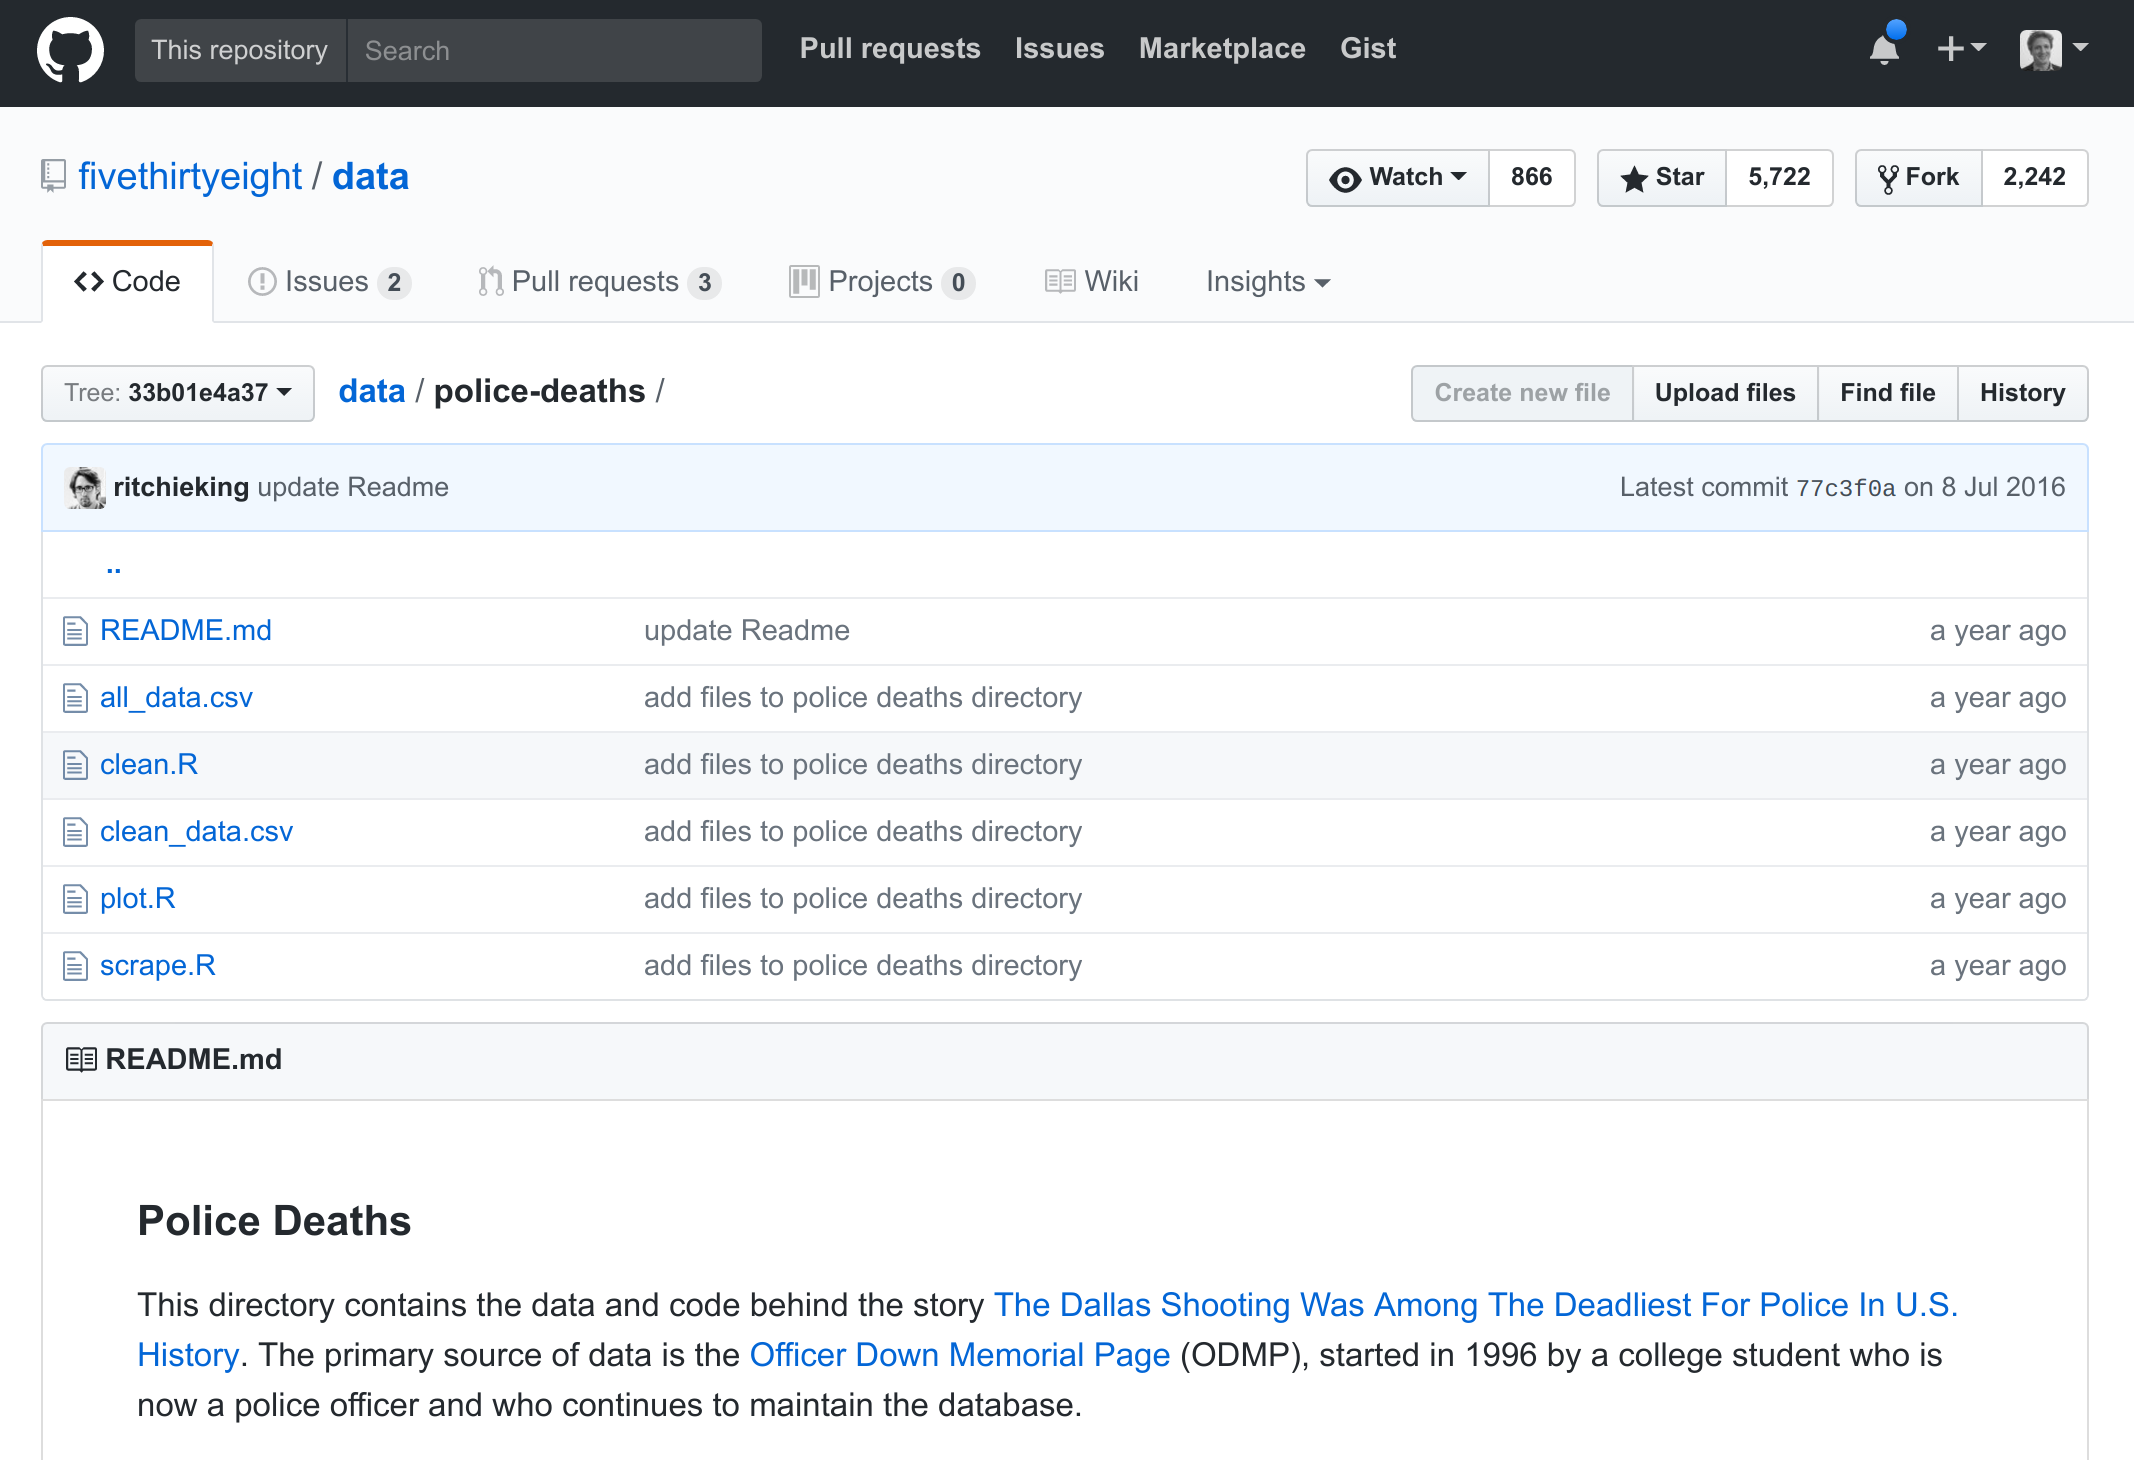 This repository Search Pull requests Issues Marketplace Gist
fivethirtyeight / data Watch 866 Star 5,722 Fork 2,242
Code Issues 2 Pull requests 3 Projects 0 Wiki Insights
Tree: 33b01e4a37 data / police-deaths / Create new file Upload files Find file History
ritchieking update Readme Latest commit 77c3f0a on 8 Jul 2016
..
README.md update Readme a year ago
all_data.csv add files to police deaths directory a year ago
clean.R add files to police deaths directory a year ago
clean_data.csv add files to police deaths directory a year ago
plot.R add files to police deaths directory a year ago
scrape.R add files to police deaths directory a year ago
README.md
Police Deaths
This directory contains the data and code behind the story The Dallas Shooting Was Among The Deadliest For Police In U.S.
History. The primary source of data is the Officer Down Memorial Page (ODMP), started in 1996 by a college student who is
now a police officer and who continues to maintain the database.